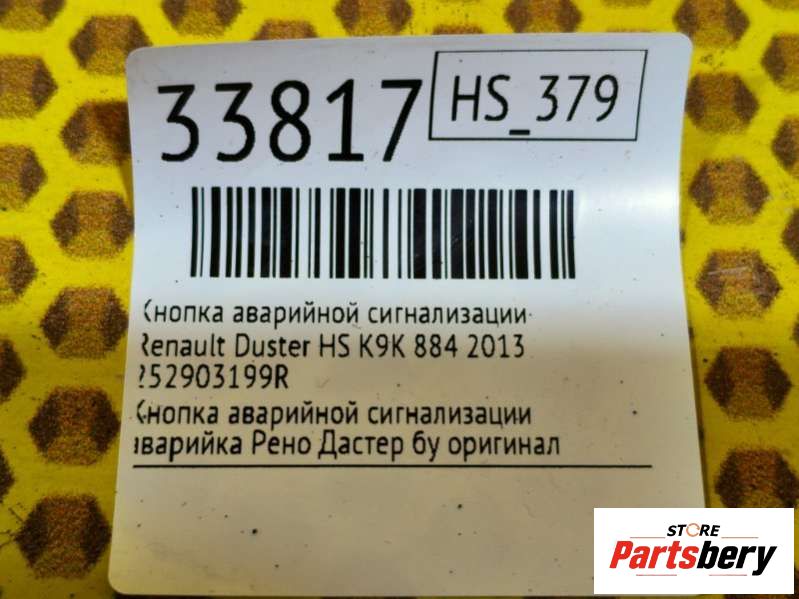 33817
HS_379
Кнопка аварийной сигнализации
Renault Duster HS K9K 884 2013
252903199R
Кнопка аварийной сигнализации
аварийка Рено Дастер бу оригинал
STORE
Partsbery